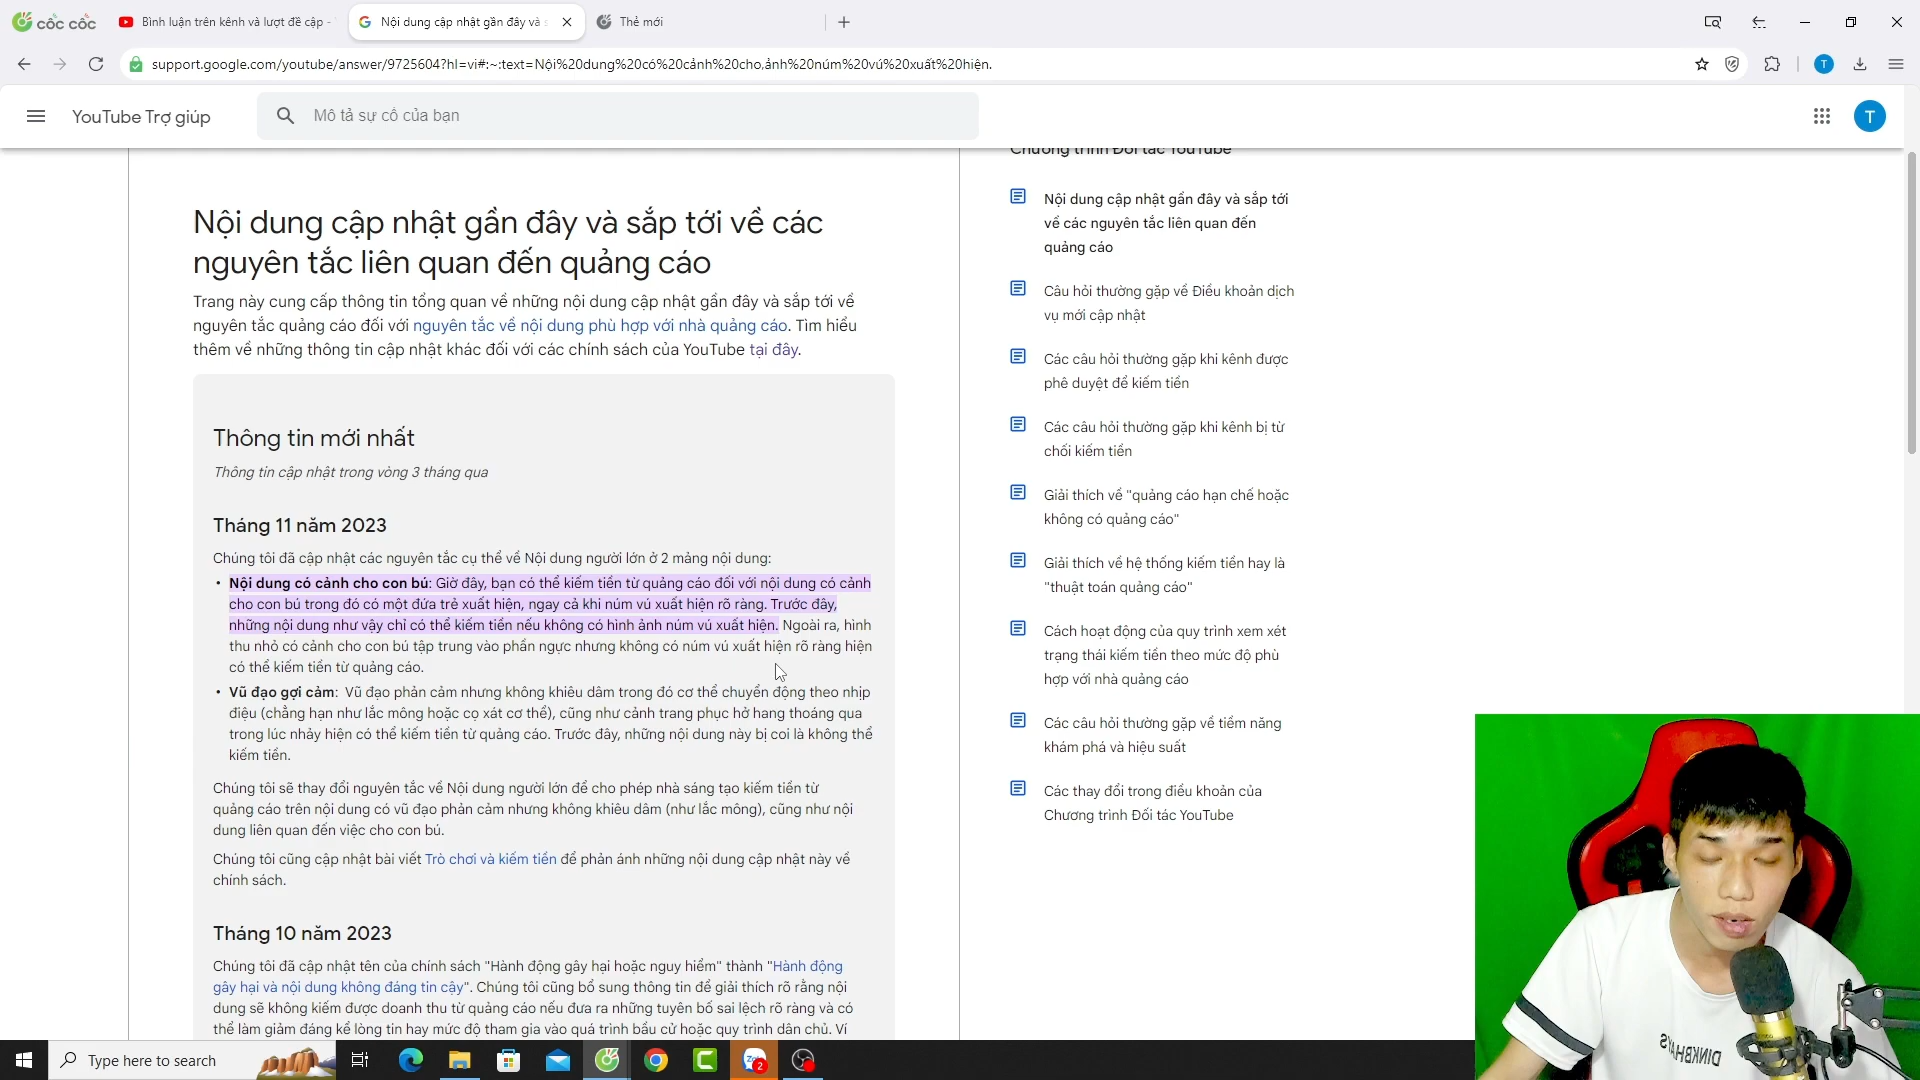 cốc cốc
Bình luận trên kênh và lượt đề cập -
Nội dung cập nhật gần đây và s
Thẻ mới
support.google.com/youtube/answer/9725604?hl=vi#:~:text=Nội%20dung%20có%20cảnh%20cho,ảnh%20núm%20vú%20xuất%20hiện.
T
YouTube Trợ giúp
Mô tả sự cố của bạn
T
Nội dung cập nhật gần đây và sắp tới về các
nguyên tắc liên quan đến quảng cáo
Trang này cung cấp thông tin tổng quan về những nội dung cập nhật gần đây và sắp tới về
nguyên tắc quảng cáo đối với nguyên tắc về nội dung phù hợp với nhà quảng cáo. Tìm hiểu
thêm về những thông tin cập nhật khác đối với các chính sách của YouTube tại đây.
Thông tin mới nhất
Thông tin cập nhật trong vòng 3 tháng qua
Tháng 11 năm 2023
Chúng tôi đã cập nhật các nguyên tắc cụ thể về Nội dung người lớn ở 2 mảng nội dung:
• Nội dung có cảnh cho con bú: Giờ đây, bạn có thể kiếm tiền từ quảng cáo đối với nội dung có cảnh
cho con bú trong đó có một đứa trẻ xuất hiện, ngay cả khi núm vú xuất hiện rõ ràng. Trước đây,
những nội dung như vậy chỉ có thể kiếm tiền nếu không có hình ảnh núm vú xuất hiện. Ngoài ra, hình
thu nhỏ có cảnh cho con bú tập trung vào phần ngực nhưng không có núm vú xuất hiện rõ ràng hiện
có thể kiếm tiền từ quảng cáo.
• Vũ đạo gợi cảm: Vũ đạo phản cảm nhưng không khiêu dâm trong đó cơ thể chuyển động theo nhịp
điệu (chẳng hạn như lắc mông hoặc cọ xát cơ thể), cũng như cảnh trang phục hở hang thoáng qua
trong lúc nhảy hiện có thể kiếm tiền từ quảng cáo. Trước đây, những nội dung này bị coi là không thể
kiếm tiền.
Chúng tôi sẽ thay đổi nguyên tắc về Nội dung người lớn để cho phép nhà sáng tạo kiếm tiền từ
quảng cáo trên nội dung có vũ đạo phản cảm nhưng không khiêu dâm (như lắc mông), cũng như nội
dung liên quan đến việc cho con bú.
Chúng tôi cũng cập nhật bài viết Trò chơi và kiếm tiền để phản ánh những nội dung cập nhật này về
chính sách.
Tháng 10 năm 2023
Chúng tôi đã cập nhật tên của chính sách "Hành động gây hại hoặc nguy hiểm" thành "Hành động
gây hại và nội dung không đáng tin cậy". Chúng tôi cũng bổ sung thông tin để giải thích rõ rằng nội
dung sẽ không kiếm được doanh thu từ quảng cáo nếu đưa ra những tuyên bố sai lệch rõ ràng và có
thể làm giảm đáng kể lòng tin hay mức độ tham gia vào quá trình bầu cử hoặc quy trình dân chủ. Ví
Chương trình Đối tác YouTube
Nội dung cập nhật gần đây và sắp tới
về các nguyên tắc liên quan đến
quảng cáo
Câu hỏi thường gặp về Điều khoản dịch
vụ mới cập nhật
Các câu hỏi thường gặp khi kênh được
phê duyệt để kiếm tiền
Các câu hỏi thường gặp khi kênh bị từ
chối kiếm tiền
Giải thích về "quảng cáo hạn chế hoặc
không có quảng cáo"
Giải thích về hệ thống kiếm tiền hay là
"thuật toán quảng cáo"
Cách hoạt động của quy trình xem xét
trạng thái kiếm tiền theo mức độ phù
hợp với nhà quảng cáo
Các câu hỏi thường gặp về tiềm năng
khám phá và hiệu suất
Các thay đổi trong điều khoản của
Chương trình Đối tác YouTube
DINKBHAYS
Type here to search
2